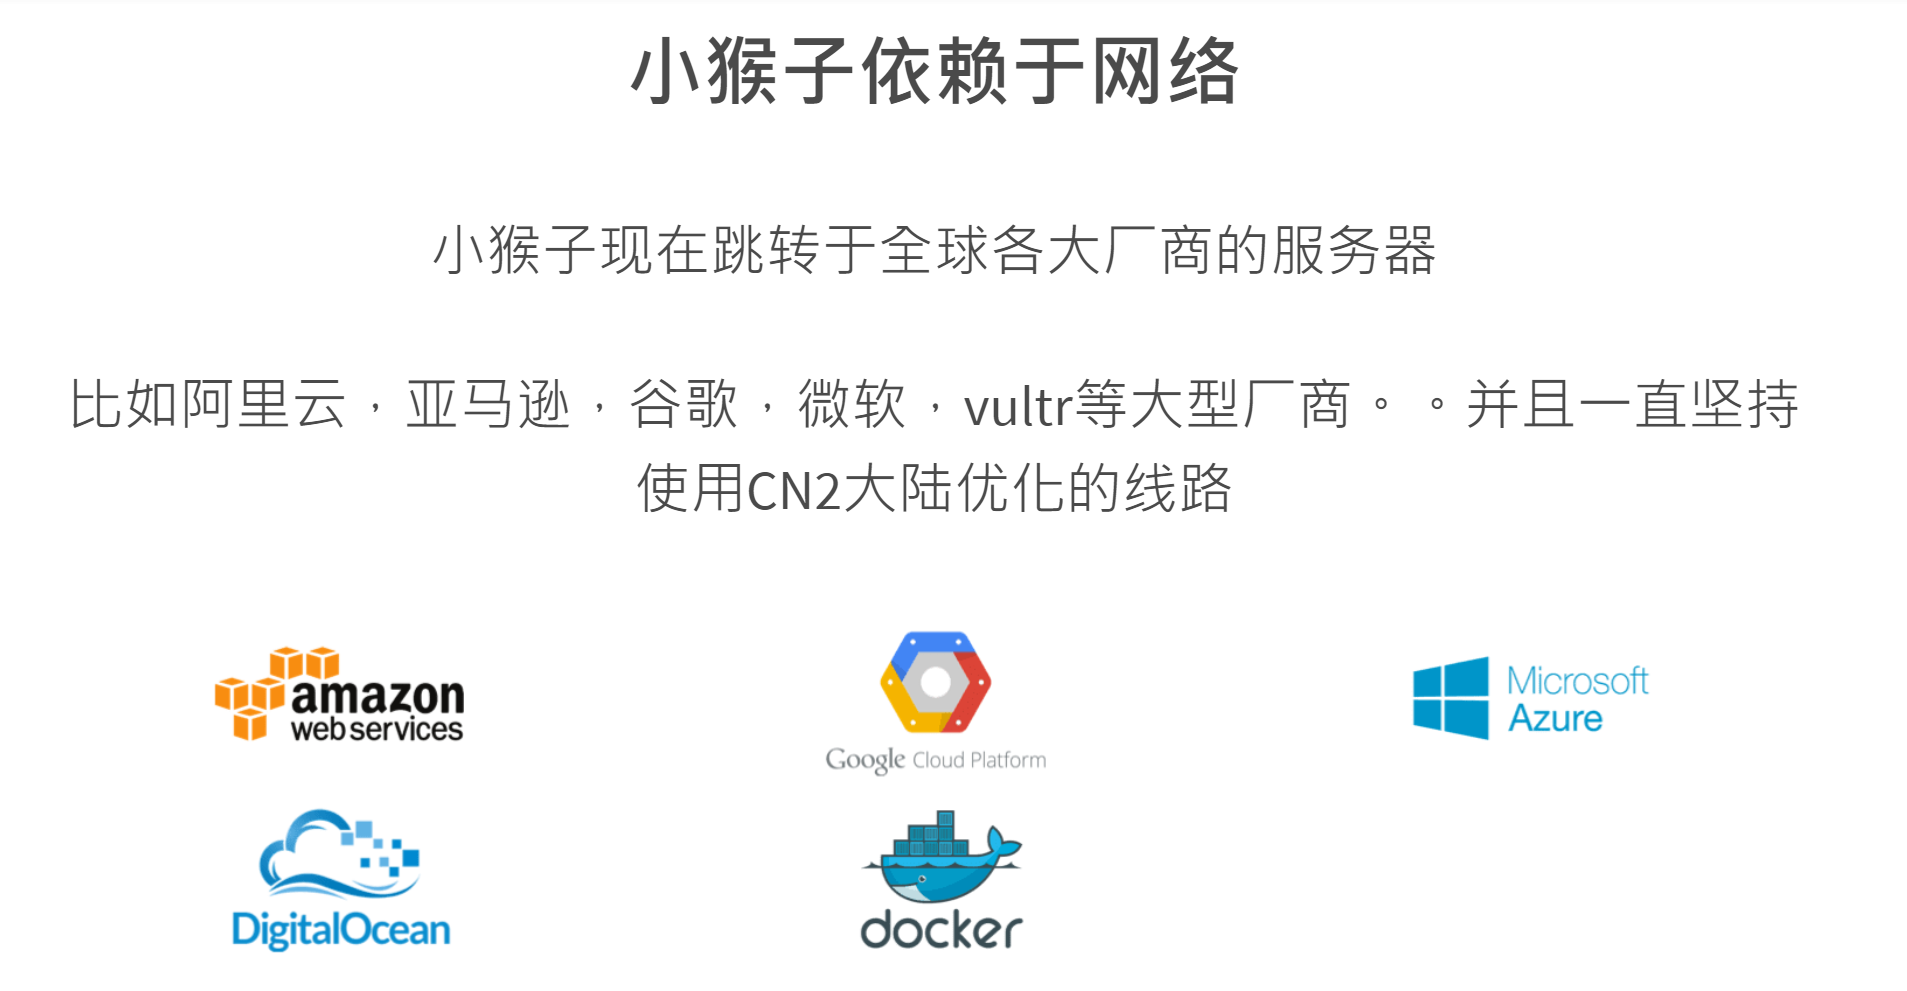 小猴子依赖于网络
小猴子现在跳转于全球各大厂商的服务器
比如阿里云，亚马逊，谷歌，微软，vultr等大型厂商。。并且一直坚持
使用CN2大陆优化的线路
amazon
web services
Google Cloud Platform
Microsoft
Azure
DigitalOcean
docker